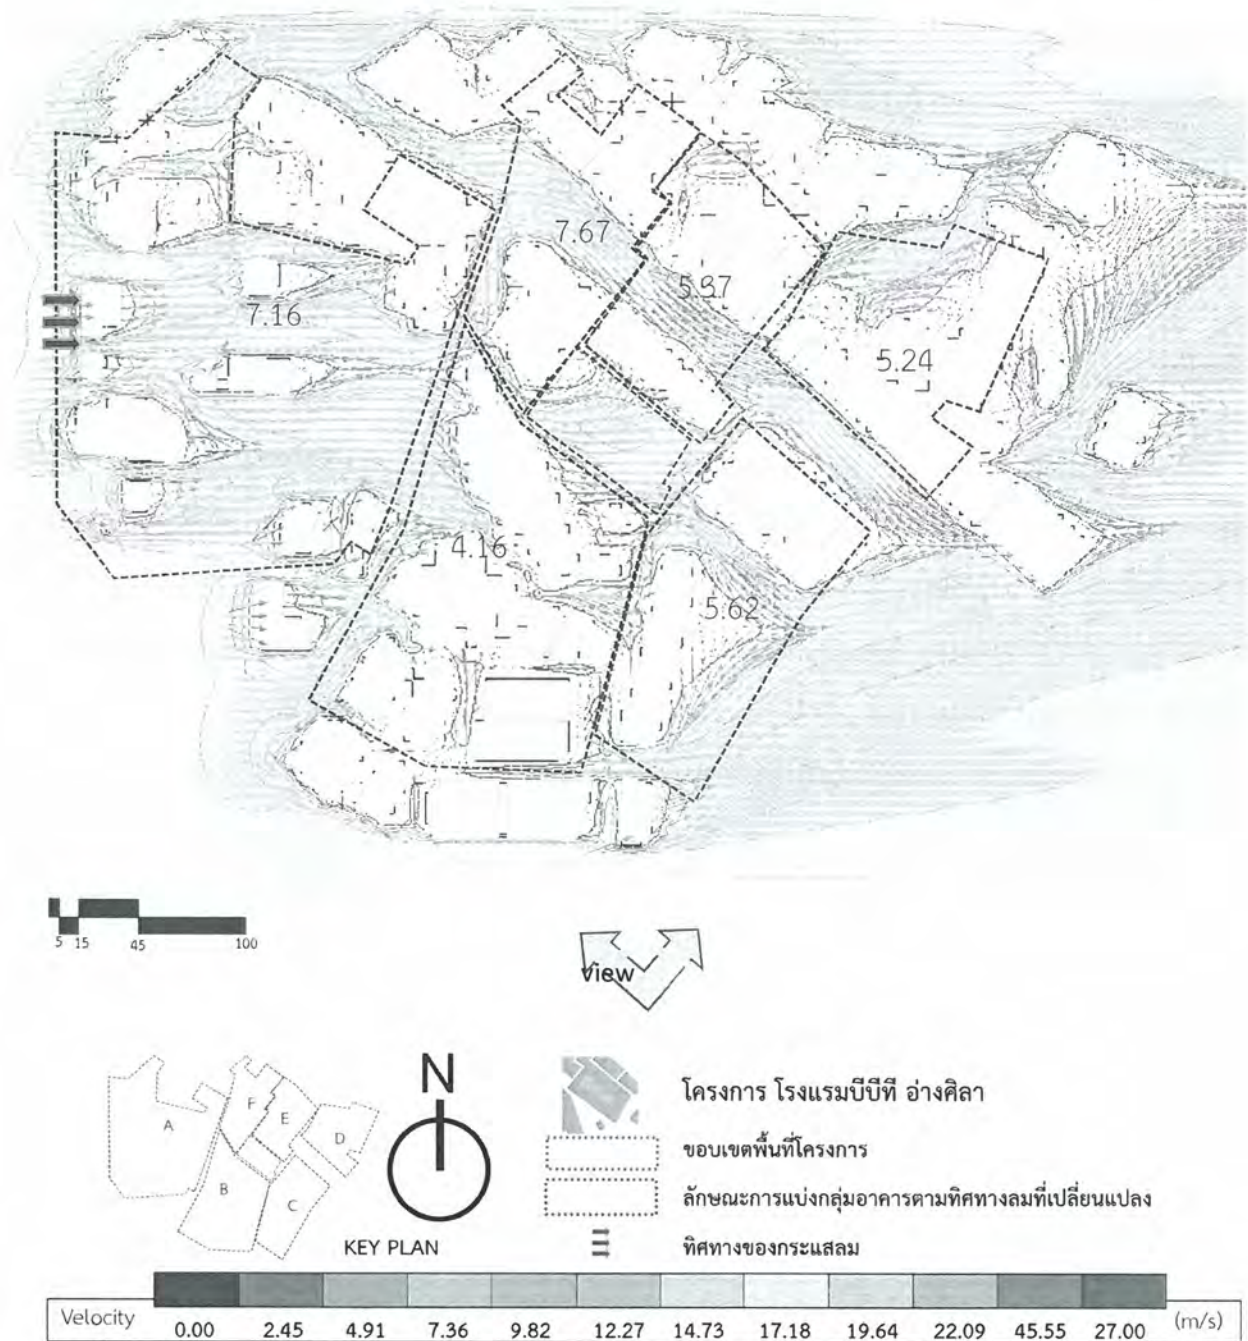 7.67
5.37
7.16
5.24
4.16
5.62
5 15 45 100
view
A
F
E
D
B
C
KEY PLAN
N
โครงการ โรงแรมบีบีที อ่างศิลา
ขอบเขตพื้นที่โครงการ
ลักษณะการแบ่งกลุ่มอาคารตามทิศทางลมที่เปลี่ยนแปลง
ทิศทางของกระแสลม
Velocity 0.00 2.45 4.91 7.36 9.82 12.27 14.73 17.18 19.64 22.09 45.55 27.00 (m/s)